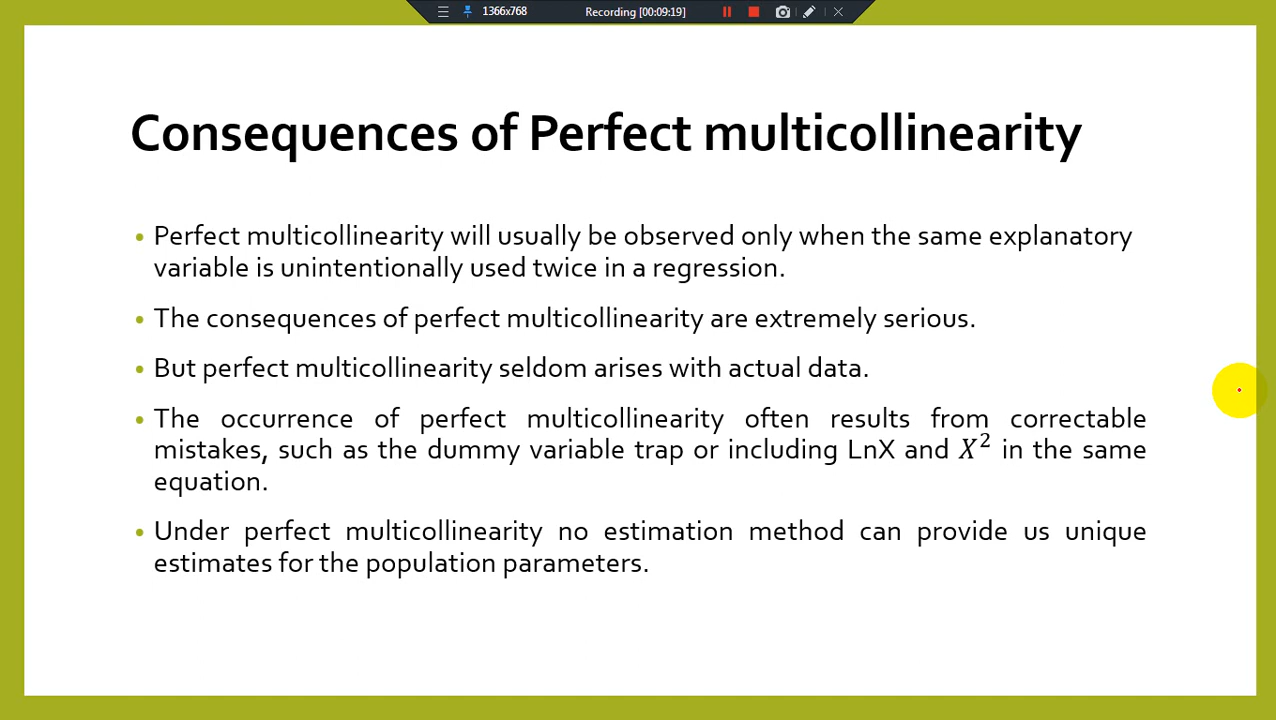 1366x768 Recording [00:09:19]
Consequences of Perfect multicollinearity
• Perfect multicollinearity will usually be observed only when the same explanatory
variable is unintentionally used twice in a regression.
• The consequences of perfect multicollinearity are extremely serious.
• But perfect multicollinearity seldom arises with actual data.
• The occurrence of perfect multicollinearity often results from correctable
mistakes, such as the dummy variable trap or including LnX and X² in the same
equation.
• Under perfect multicollinearity no estimation method can provide us unique
estimates for the population parameters.